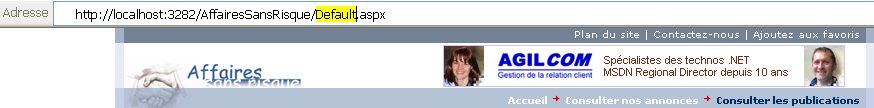 Adresse http://localhost:3282/AffairesSansRisque/Default.aspx
Plan du site | Contactez-nous | Ajoutez aux favoris
Affaires
sans risque
AGILCOM
Gestion de la relation client
Spécialistes des technos .NET
MSDN Regional Director depuis 10 ans
Accueil Consulter nos annonces Consulter les publications